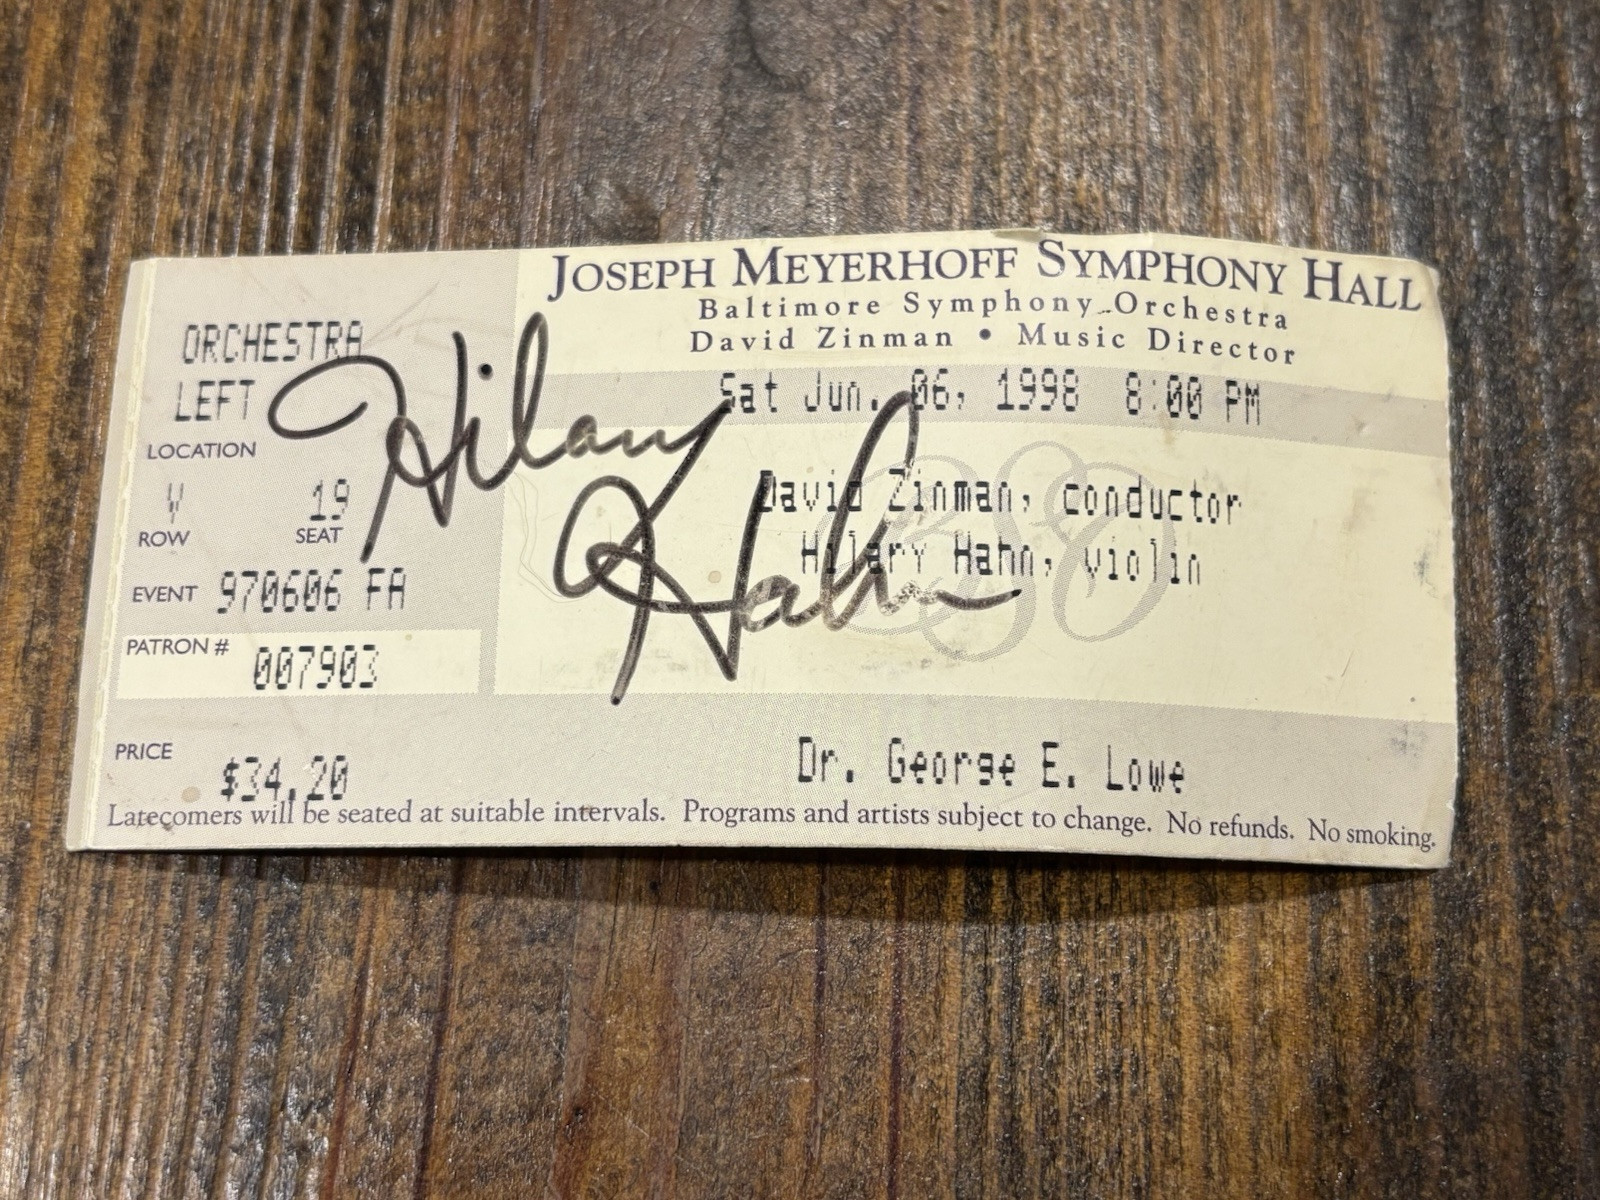 JOSEPH MEYERHOFF SYMPHONY HALL
Baltimore Symphony Orchestra
David Zinman • Music Director
Sat Jun. 06, 1998 8:00 PM
David Zinman, conductor
Hilary Hahn, violin
Hilary
Hahn
BSO
ORCHESTRA
LEFT
LOCATION
V 19
ROW SEAT
EVENT 970606 FA
PATRON # 007903
PRICE $34.20
Dr. George E. Lowe
Latecomers will be seated at suitable intervals. Programs and artists subject to change. No refunds. No smoking.